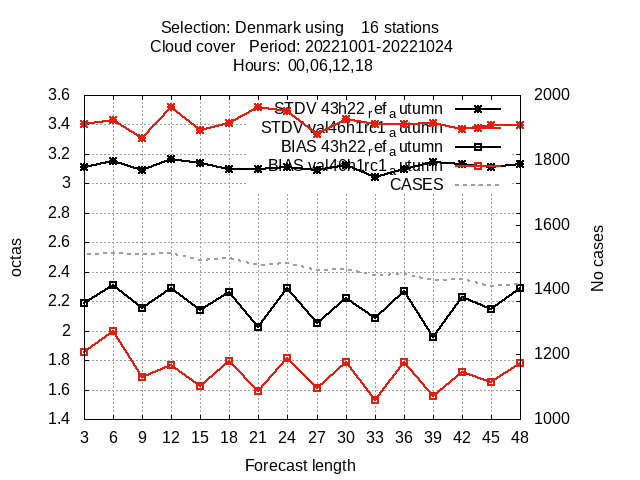 Selection: Denmark using 16 stations
Cloud cover Period: 20221001-20221024
Hours: 00,06,12,18
3.6
3.4
3.2
3
2.8
2.6
2.4
2.2
2
1.8
1.6
1.4
octas
2000
1800
1600
1400
1200
1000
No cases
STDV 43h22_ref_autumn
STDV val46h1rc1_autumn
BIAS 43h22_ref_autumn
BIAS val46h1rc1_autumn
CASES
3 6 9 12 15 18 21 24 27 30 33 36 39 42 45 48
Forecast length